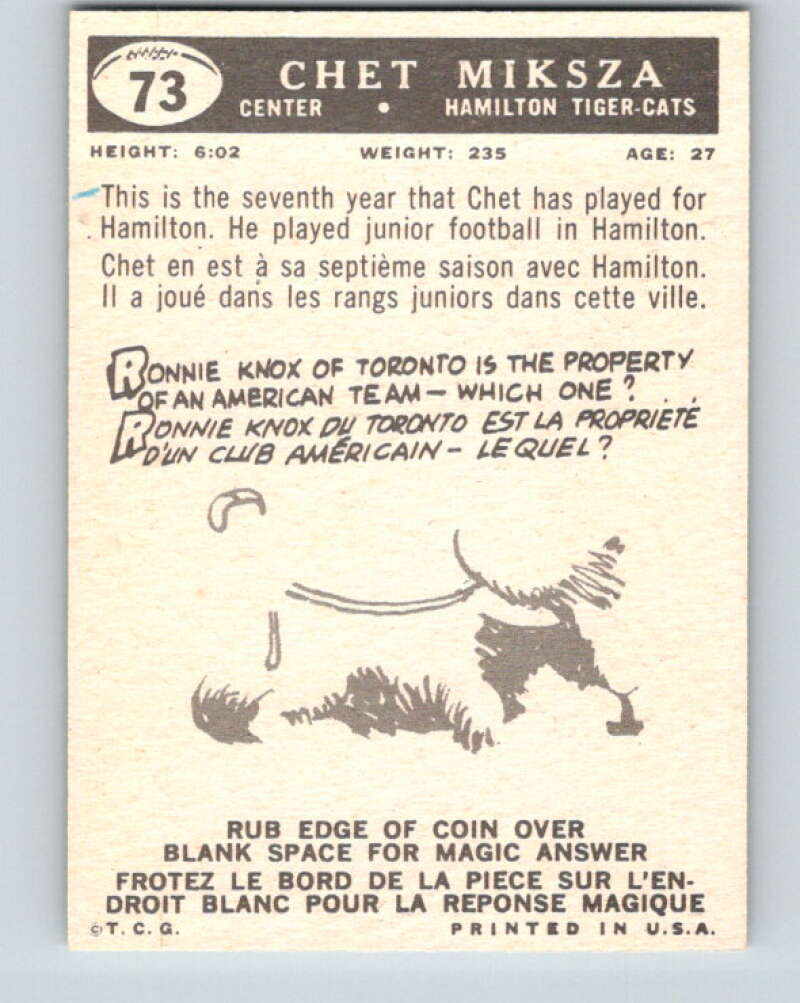 73
CHET MIKSZA
CENTER • HAMILTON TIGER-CATS
HEIGHT: 6:02 WEIGHT: 235 AGE: 27
This is the seventh year that Chet has played for
Hamilton. He played junior football in Hamilton.
Chet en est à sa septième saison avec Hamilton.
Il a joué dans les rangs juniors dans cette ville.
RONNIE KNOX OF TORONTO IS THE PROPERTY
OF AN AMERICAN TEAM — WHICH ONE?
RONNIE KNOX DU TORONTO EST LA PROPRIETÉ
D'UN CLUB AMÉRICAIN — LEQUEL?
RUB EDGE OF COIN OVER
BLANK SPACE FOR MAGIC ANSWER
FROTEZ LE BORD DE LA PIECE SUR L'EN-
DROIT BLANC POUR LA REPONSE MAGIQUE
©T. C. G. PRINTED IN U.S.A.